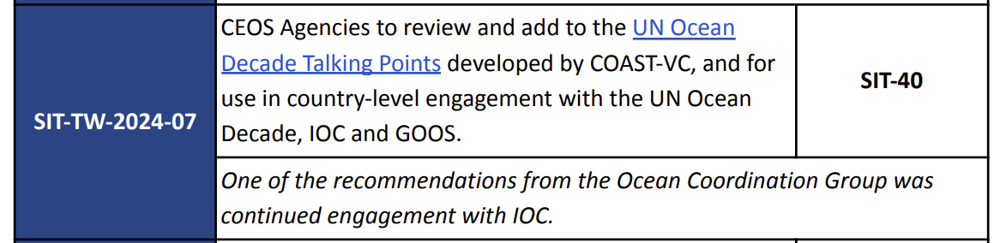 SIT-TW-2024-07
CEOS Agencies to review and add to the UN Ocean
Decade Talking Points developed by COAST-VC, and for
use in country-level engagement with the UN Ocean
Decade, IOC and GOOS.
SIT-40
One of the recommendations from the Ocean Coordination Group was
continued engagement with IOC.